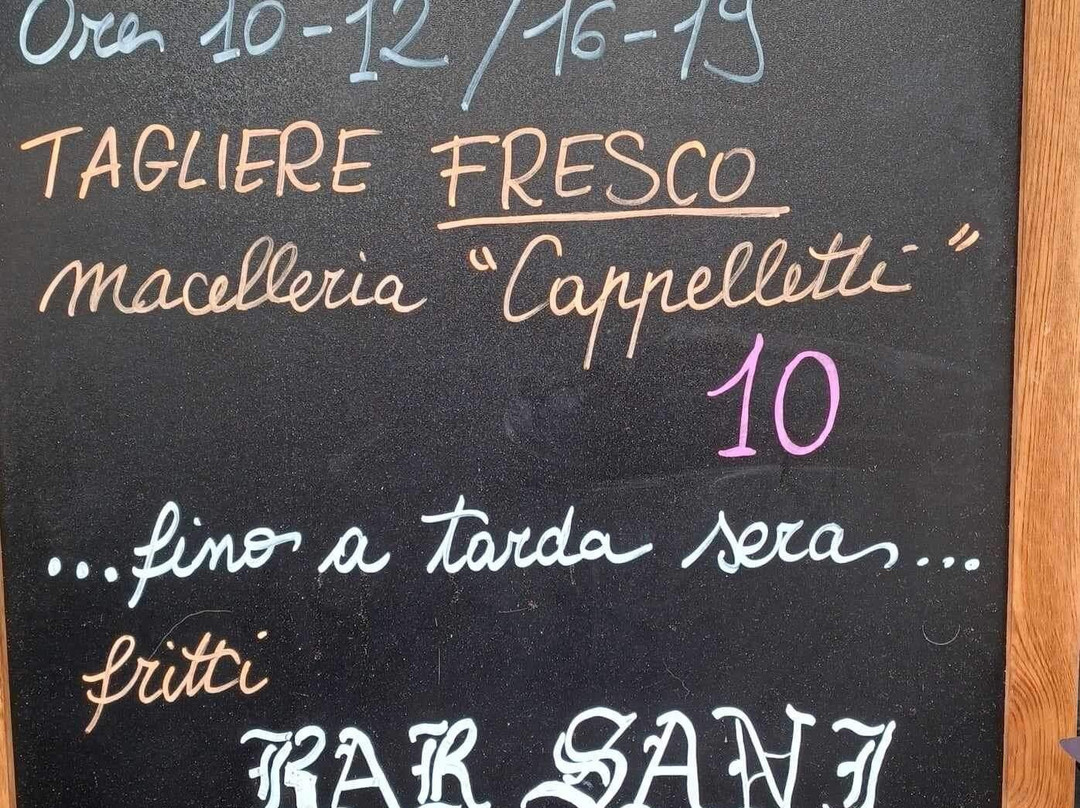 Ore 10-12 / 16-19
TAGLIERE FRESCO
macelleria "Cappelletti"
10
...fino a tarda sera...
fritti
BAR SANI